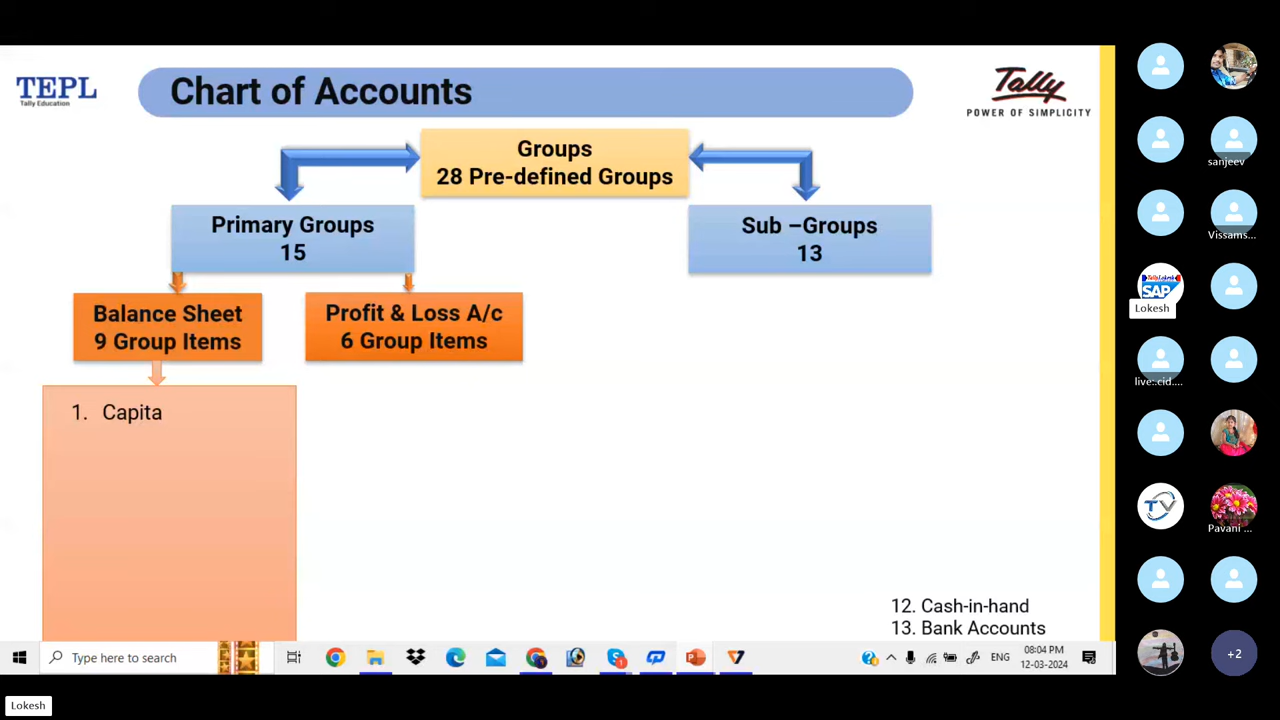 TEPL
Tally Education
Chart of Accounts
Tally
POWER OF SIMPLICITY
Groups
28 Pre-defined Groups
Primary Groups
15
Sub –Groups
13
Balance Sheet
9 Group Items
Profit & Loss A/c
6 Group Items
1. Capita
12. Cash-in-hand
13. Bank Accounts
sanjeev
Vissams...
SAP
Lokesh
live:.cid....
TV
Pavani ...
+2
Type here to search
1
ENG
08:04 PM
12-03-2024
Lokesh